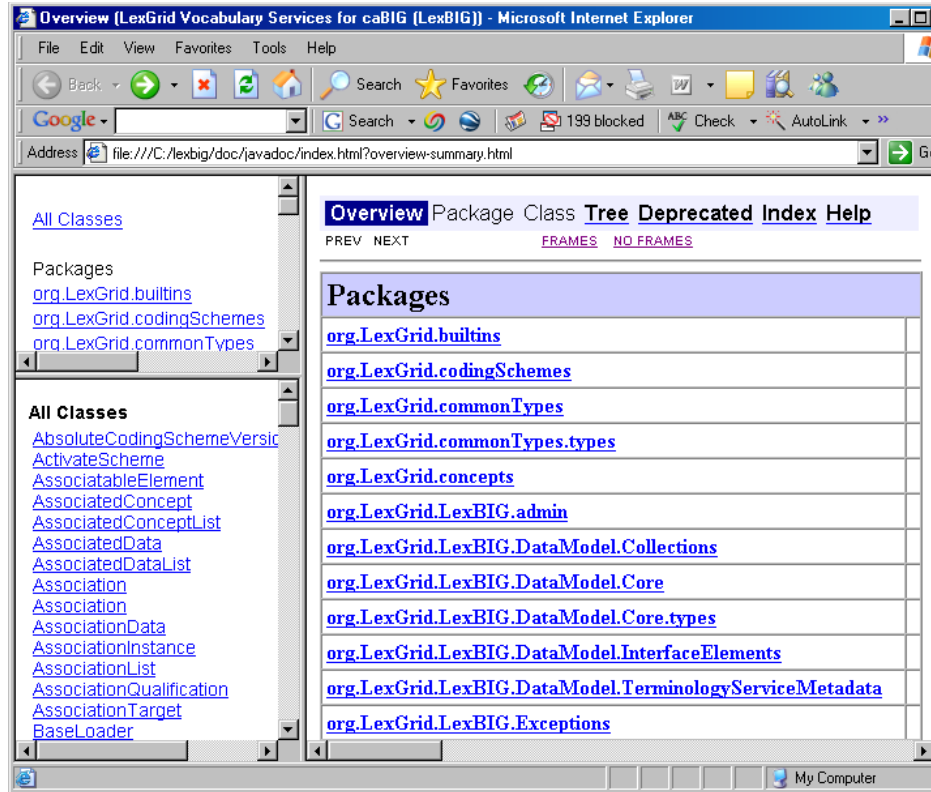 Overview (LexGrid Vocabulary Services for caBIG (LexBIG)) - Microsoft Internet Explorer
File Edit View Favorites Tools Help
Back Search Favorites
Google Search 199 blocked ABC Check AutoLink »
Address file:///C:/lexbig/doc/javadoc/index.html?overview-summary.html
All Classes
Packages
org.LexGrid.builtins
org.LexGrid.codingSchemes
org.LexGrid.commonTypes
All Classes
AbsoluteCodingSchemeVersic
ActivateScheme
AssociatableElement
AssociatedConcept
AssociatedConceptList
AssociatedData
AssociatedDataList
Association
Association
AssociationData
AssociationInstance
AssociationList
AssociationQualification
AssociationTarget
BaseLoader
Overview Package Class Tree Deprecated Index Help
PREV NEXT FRAMES NO FRAMES
Packages
org.LexGrid.builtins
org.LexGrid.codingSchemes
org.LexGrid.commonTypes
org.LexGrid.commonTypes.types
org.LexGrid.concepts
org.LexGrid.LexBIG.admin
org.LexGrid.LexBIG.DataModel.Collections
org.LexGrid.LexBIG.DataModel.Core
org.LexGrid.LexBIG.DataModel.Core.types
org.LexGrid.LexBIG.DataModel.InterfaceElements
org.LexGrid.LexBIG.DataModel.TerminologyServiceMetadata
org.LexGrid.LexBIG.Exceptions
My Computer